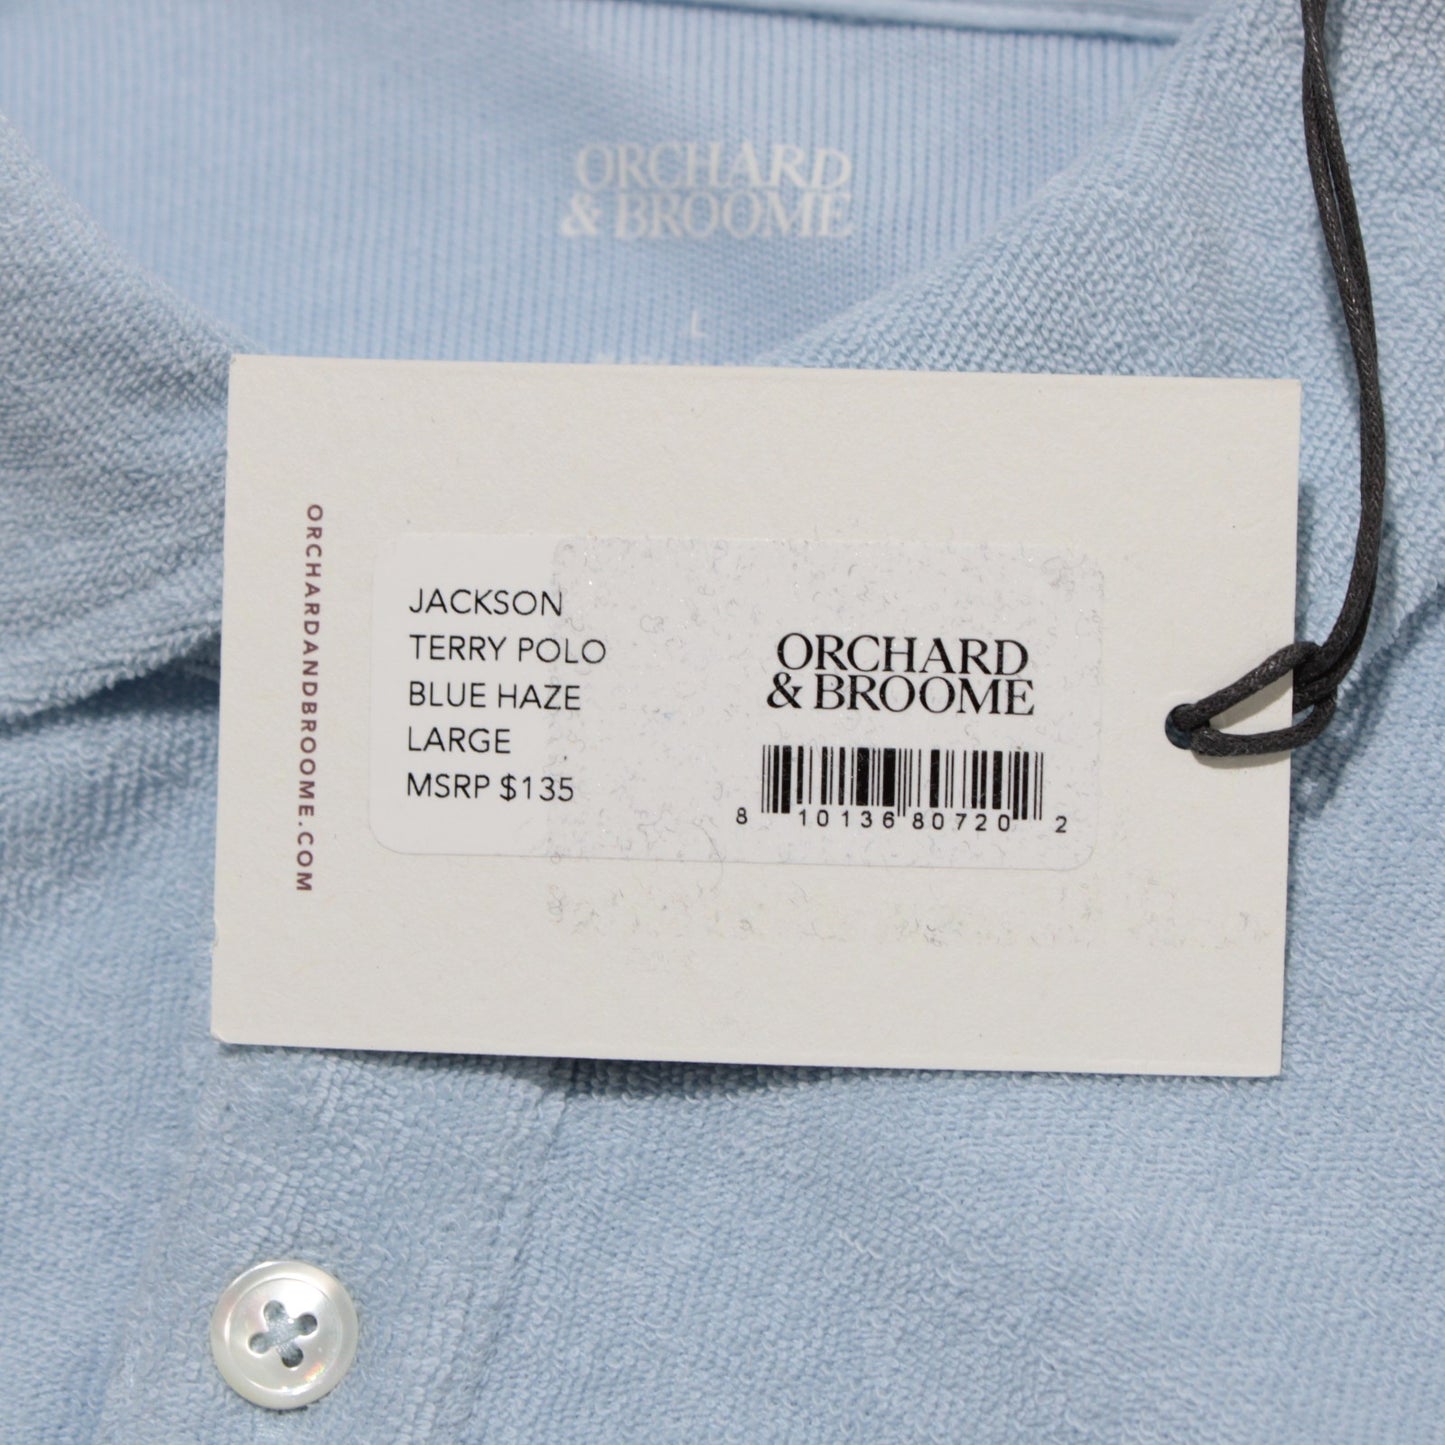 ORCHARD
& BROOME
L
ORCHARDANDBROOME.COM
JACKSON
TERRY POLO
BLUE HAZE
LARGE
MSRP $135
ORCHARD
& BROOME
8 10136 80720 2